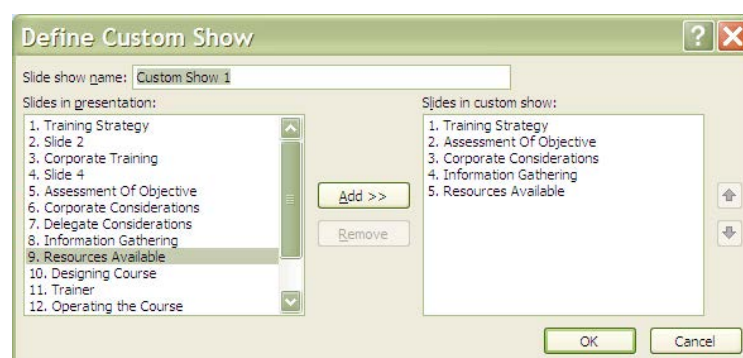 Define Custom Show
Slide show name: Custom Show 1
Slides in presentation:
1. Training Strategy
2. Slide 2
3. Corporate Training
4. Slide 4
5. Assessment Of Objective
6. Corporate Considerations
7. Delegate Considerations
8. Information Gathering
9. Resources Available
10. Designing Course
11. Trainer
12. Operating the Course
Add >>
Remove
Slides in custom show:
1. Training Strategy
2. Assessment Of Objective
3. Corporate Considerations
4. Information Gathering
5. Resources Available
OK
Cancel